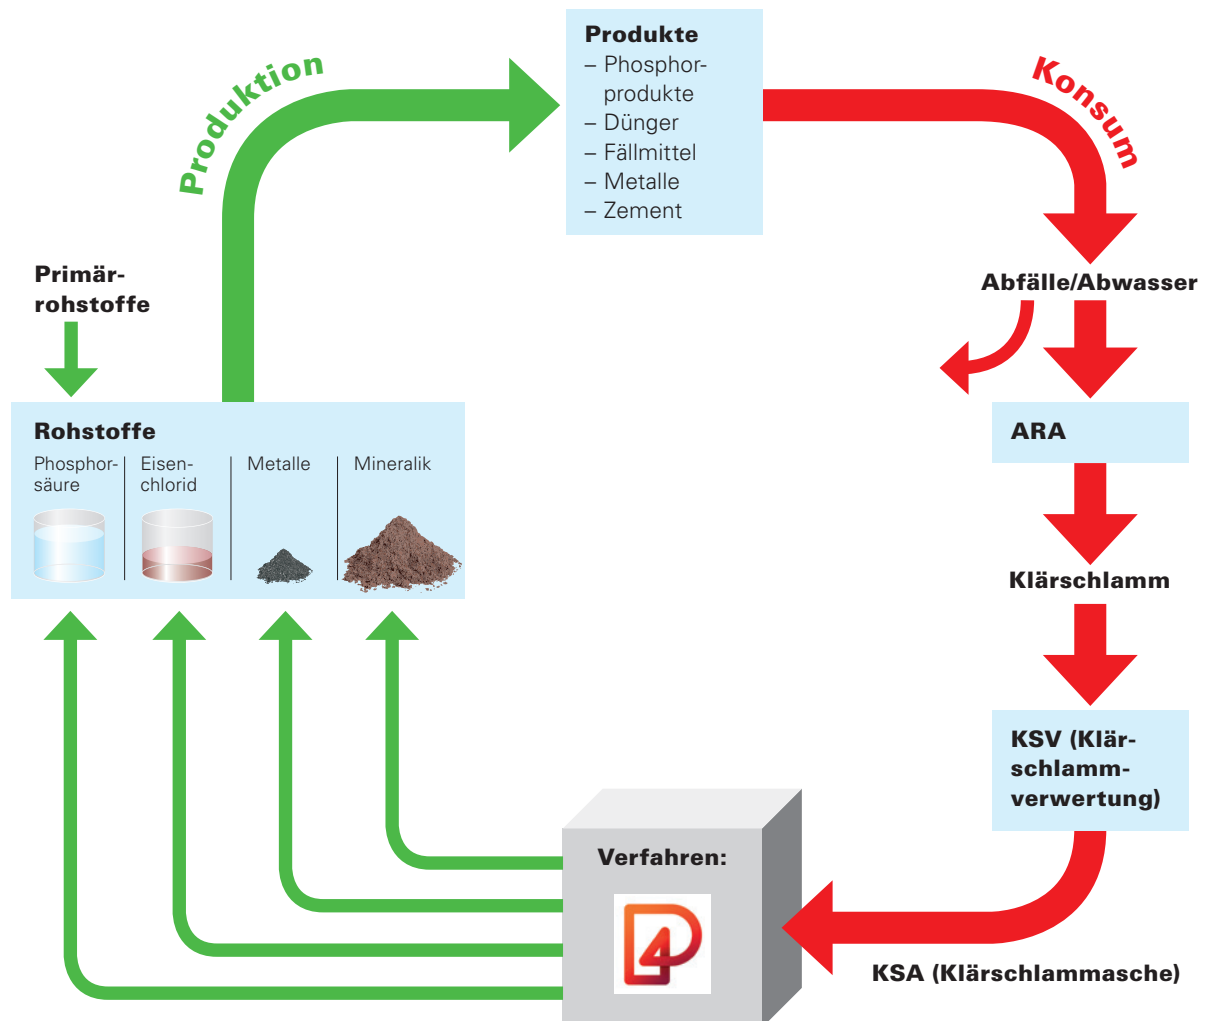 Produktion
Produkte
– Phosphor-
produkte
– Dünger
– Fällmittel
– Metalle
– Zement
Konsum
Primär-
rohstoffe
Abfälle/Abwasser
Rohstoffe
Phosphor-
säure
Eisen-
chlorid
Metalle
Mineralik
ARA
Klärschlamm
KSV (Klär-
schlamm-
verwertung)
Verfahren:
P4
KSA (Klärschlammasche)